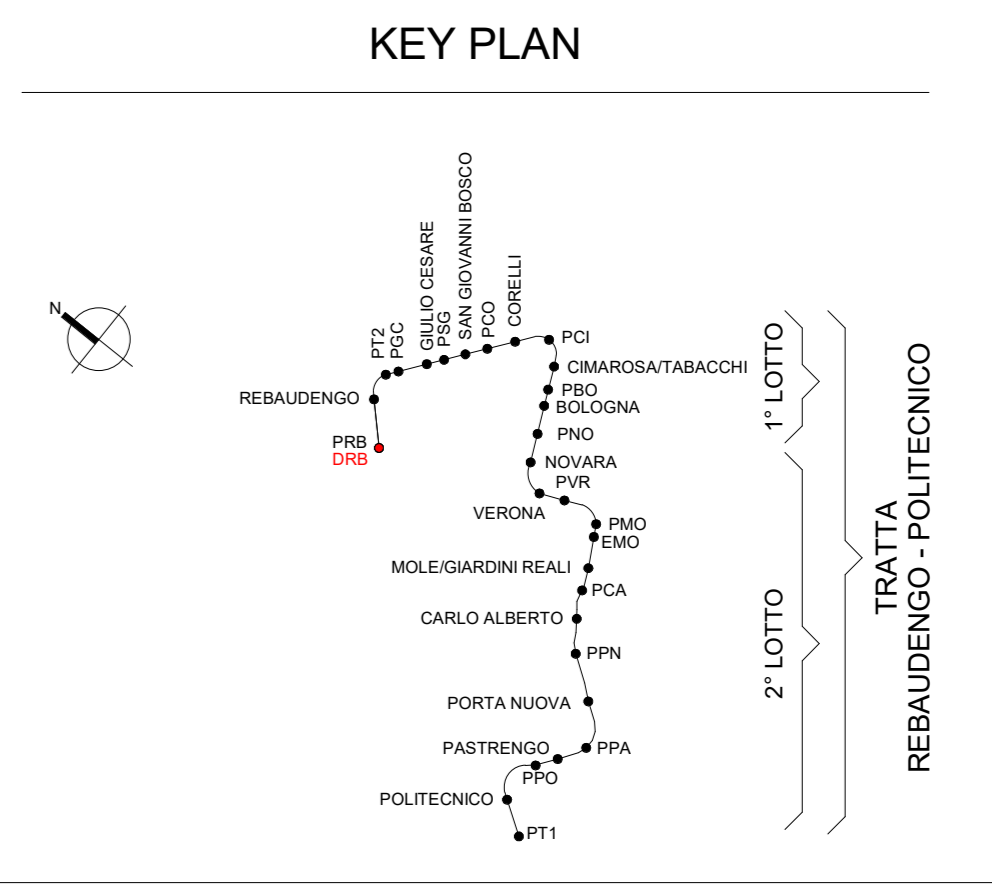 KEY PLAN
N
REBAUDENGO
PRB
DRB
PT2
PGC
GIULIO CESARE
PSG
SAN GIOVANNI BOSCO
PCO
CORELLI
PCI
CIMAROSA/TABACCHI
PBO
BOLOGNA
PNO
NOVARA
PVR
VERONA
PMO
EMO
MOLE/GIARDINI REALI
PCA
CARLO ALBERTO
PPN
PORTA NUOVA
PPA
PASTRENGO
PPO
POLITECNICO
PT1
1° LOTTO
2° LOTTO
TRATTA
REBAUDENGO - POLITECNICO